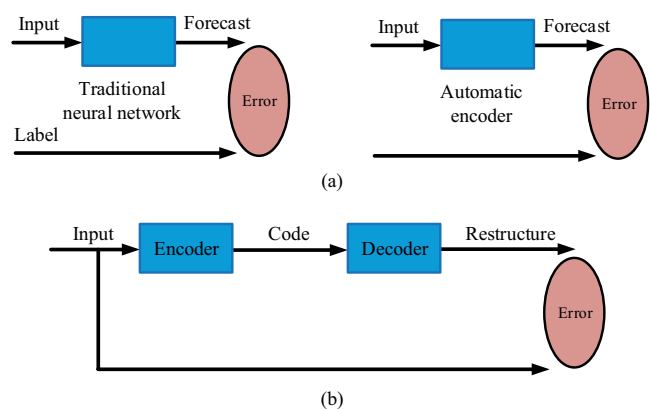 Input
Forecast
Traditional
neural network
Error
Label
Input
Forecast
Automatic
encoder
Error
(a)
Input
Encoder
Code
Decoder
Restructure
Error
(b)